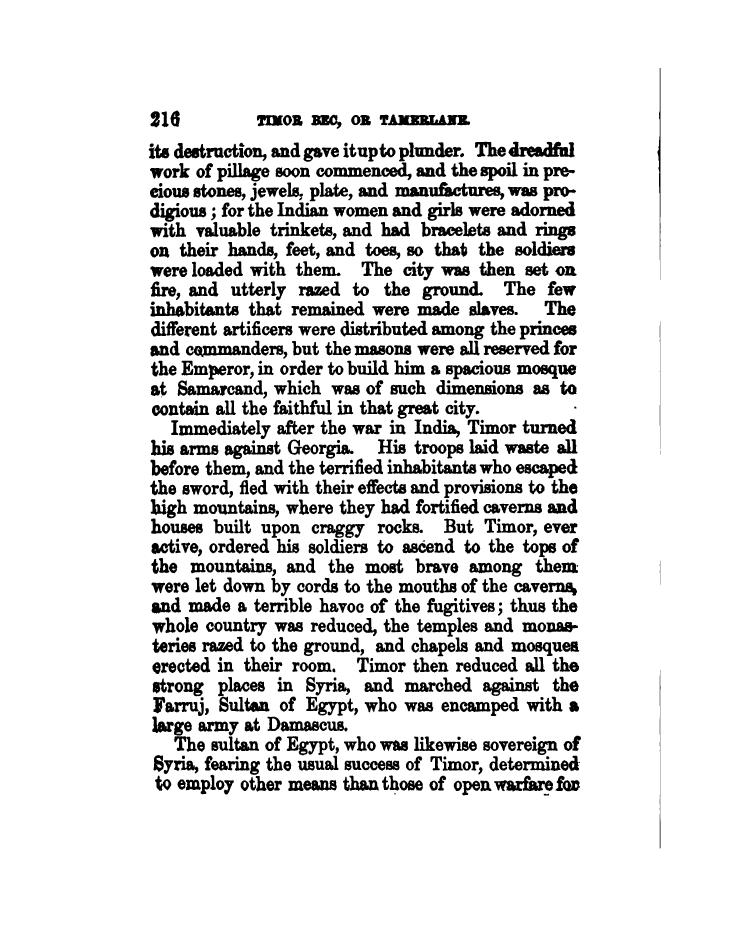 216 TIMOR BEC, OR TAMERLANE.
its destruction, and gave it up to plunder. The dreadful
work of pillage soon commenced, and the spoil in pre-
cious stones, jewels, plate, and manufactures, was pro-
digious ; for the Indian women and girls were adorned
with valuable trinkets, and had bracelets and rings
on their hands, feet, and toes, so that the soldiers
were loaded with them. The city was then set on
fire, and utterly razed to the ground. The few
inhabitants that remained were made slaves. The
different artificers were distributed among the princes
and commanders, but the masons were all reserved for
the Emperor, in order to build him a spacious mosque
at Samarcand, which was of such dimensions as to
contain all the faithful in that great city.
Immediately after the war in India, Timor turned
his arms against Georgia. His troops laid waste all
before them, and the terrified inhabitants who escaped
the sword, fled with their effects and provisions to the
high mountains, where they had fortified caverns and
houses built upon craggy rocks. But Timor, ever
active, ordered his soldiers to ascend to the tops of
the mountains, and the most brave among them
were let down by cords to the mouths of the caverns,
and made a terrible havoc of the fugitives; thus the
whole country was reduced, the temples and monas-
teries razed to the ground, and chapels and mosques
erected in their room. Timor then reduced all the
strong places in Syria, and marched against the
Farruj, Sultan of Egypt, who was encamped with a
large army at Damascus.
The sultan of Egypt, who was likewise sovereign of
Syria, fearing the usual success of Timor, determined
to employ other means than those of open warfare for